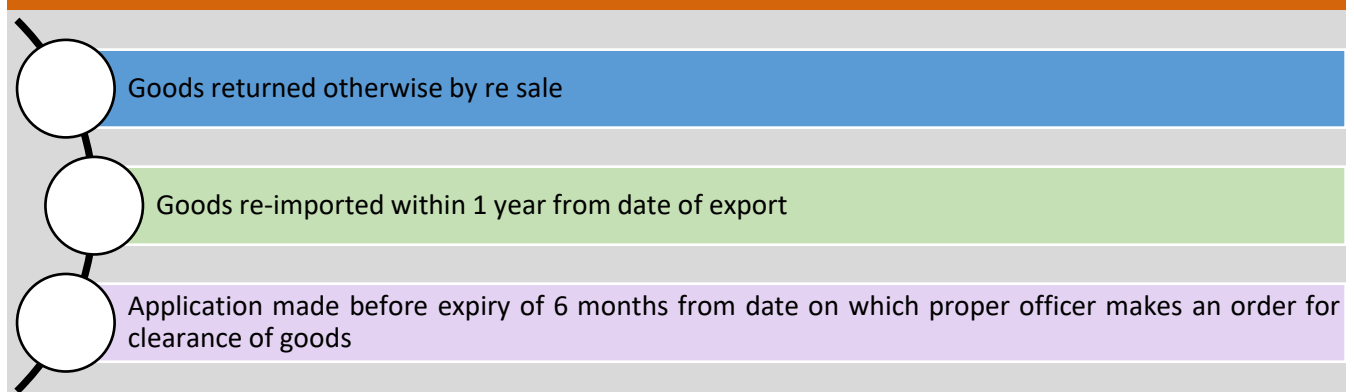 Goods returned otherwise by re sale
Goods re-imported within 1 year from date of export
Application made before expiry of 6 months from date on which proper officer makes an order for
clearance of goods